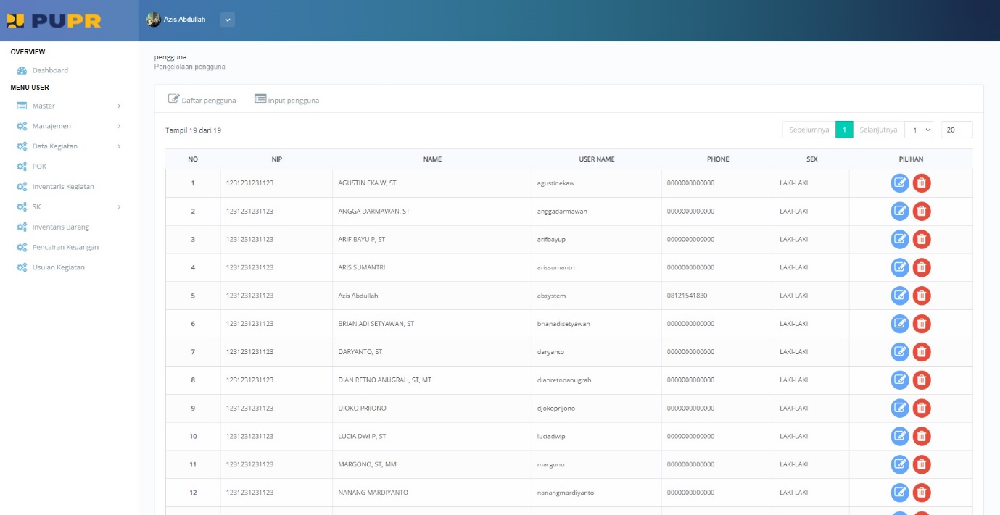 PUPR
Azis Abdullah
OVERVIEW
Dashboard
MENU USER
Master
Manajemen
Data Kegiatan
POK
Inventaris Kegiatan
SK
Inventaris Barang
Pencairan Keuangan
Usulan Kegiatan
pengguna
Pengelolaan pengguna
Daftar pengguna Input pengguna
Tampil 19 dari 19 Sebelumnya 1 Selanjutnya 1 20
NO NIP NAME USER NAME PHONE SEX PILIHAN
1 1231231231123 AGUSTIN EKA W, ST agustinekaw 0000000000000 LAKI-LAKI
2 1231231231123 ANGGA DARMAWAN, ST anggadarmawan 0000000000000 LAKI-LAKI
3 1231231231123 ARIF BAYU P, ST arifbayup 0000000000000 LAKI-LAKI
4 1231231231123 ARIS SUMANTRI arissumantri 0000000000000 LAKI-LAKI
5 1231231231123 Azis Abdullah absystem 08121541830 LAKI-LAKI
6 1231231231123 BRIAN ADI SETYAWAN, ST brianadisetyawan 0000000000000 LAKI-LAKI
7 1231231231123 DARYANTO, ST daryanto 0000000000000 LAKI-LAKI
8 1231231231123 DIAN RETNO ANUGRAH, ST, MT dianretnoanugrah 0000000000000 LAKI-LAKI
9 1231231231123 DJOKO PRIJONO djokoprijono 0000000000000 LAKI-LAKI
10 1231231231123 LUCIA DWI P, ST luciadwip 0000000000000 LAKI-LAKI
11 1231231231123 MARGONO, ST, MM margono 0000000000000 LAKI-LAKI
12 1231231231123 NANANG MARDIYANTO nanangmardiyanto 0000000000000 LAKI-LAKI